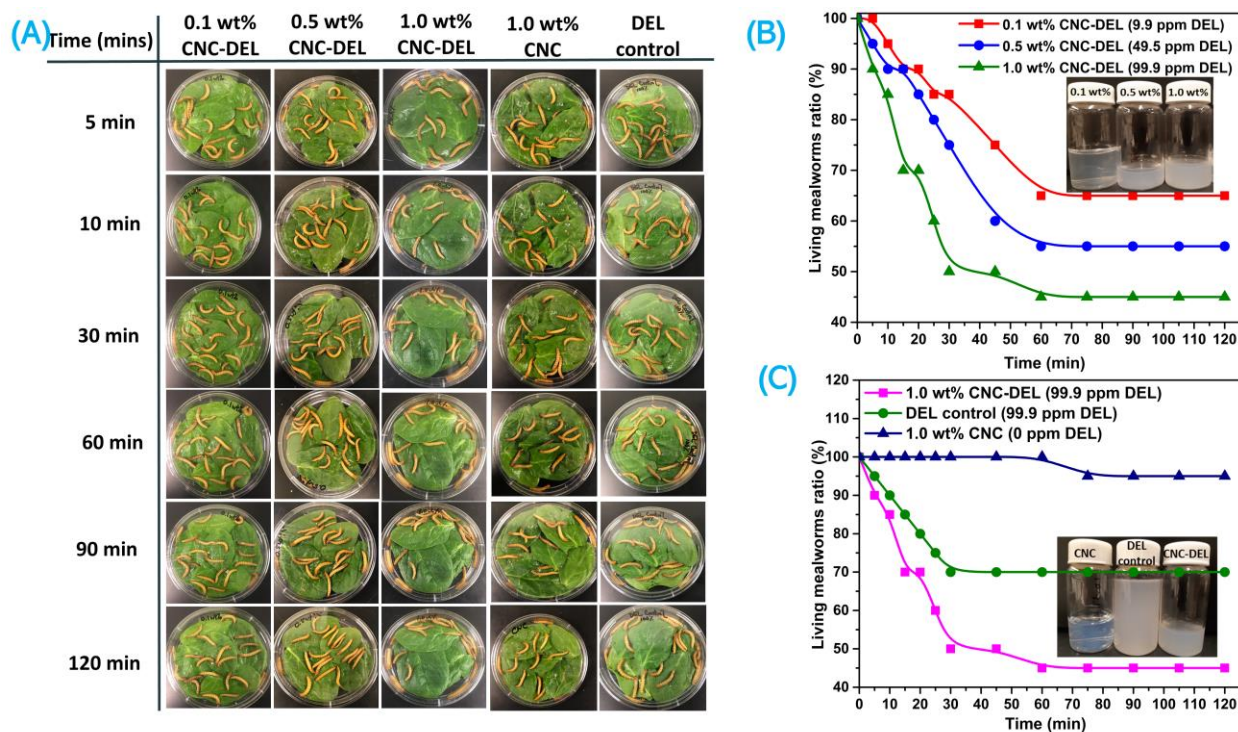 (A)
Time (mins)
0.1 wt%
CNC-DEL
0.5 wt%
CNC-DEL
1.0 wt%
CNC-DEL
1.0 wt%
CNC
DEL
control
5 min
10 min
30 min
60 min
90 min
120 min
(B)
Living mealworms ratio (%)
100
90
80
70
60
50
40
0.1 wt% CNC-DEL (9.9 ppm DEL)
0.5 wt% CNC-DEL (49.5 ppm DEL)
1.0 wt% CNC-DEL (99.9 ppm DEL)
0.1 wt%
0.5 wt%
1.0 wt%
0 10 20 30 40 50 60 70 80 90 100 110 120
Time (min)
(C)
Living mealworms ratio (%)
120
110
100
90
80
70
60
50
40
1.0 wt% CNC-DEL (99.9 ppm DEL)
DEL control (99.9 ppm DEL)
1.0 wt% CNC (0 ppm DEL)
CNC
DEL
control
CNC-DEL
0 10 20 30 40 50 60 70 80 90 100 110 120
Time (min)